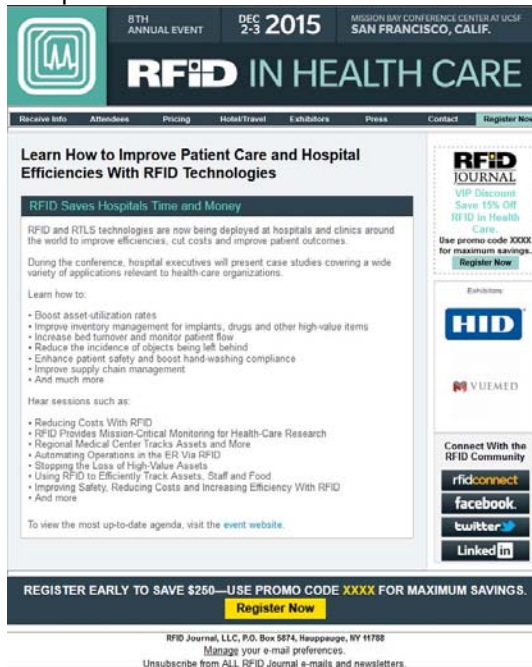 8TH
ANNUAL EVENT
DEC
2-3 2015
MISSION BAY CONFERENCE CENTER AT UCSF
SAN FRANCISCO, CALIF.
RFiD IN HEALTH CARE
Receive Info Attendees Pricing Hotel/Travel Exhibitors Press Contact Register Now
Learn How to Improve Patient Care and Hospital
Efficiencies With RFID Technologies
RFID Saves Hospitals Time and Money
RFID and RTLS technologies are now being deployed at hospitals and clinics around
the world to improve efficiencies, cut costs and improve patient outcomes.
During the conference, hospital executives will present case studies covering a wide
variety of applications relevant to health-care organizations.
Learn how to:
• Boost asset-utilization rates
• Improve inventory management for implants, drugs and other high-value items
• Increase bed turnover and monitor patient flow
• Reduce the incidence of objects being left behind
• Enhance patient safety and boost hand-washing compliance
• Improve supply chain management
• And much more
Hear sessions such as:
• Reducing Costs With RFID
• RFID Provides Mission-Critical Monitoring for Health-Care Research
• Regional Medical Center Tracks Assets and More
• Automating Operations in the ER Via RFID
• Stopping the Loss of High-Value Assets
• Using RFID to Efficiently Track Assets, Staff and Food
• Improving Safety, Reducing Costs and Increasing Efficiency With RFID
• And more
To view the most up-to-date agenda, visit the event website.
RFiD
JOURNAL
VIP Discount
Save 15% Off
RFID in Health
Care.
Use promo code XXXX
for maximum savings.
Register Now
Exhibitors:
HID
VUEMED
Connect With the
RFID Community
rfidconnect
facebook.
twitter
Linked in
REGISTER EARLY TO SAVE $250—USE PROMO CODE XXXX FOR MAXIMUM SAVINGS.
Register Now
RFID Journal, LLC, P.O. Box 5874, Hauppauge, NY 11788
Manage your e-mail preferences.
Unsubscribe from ALL RFID Journal e-mails and newsletters.